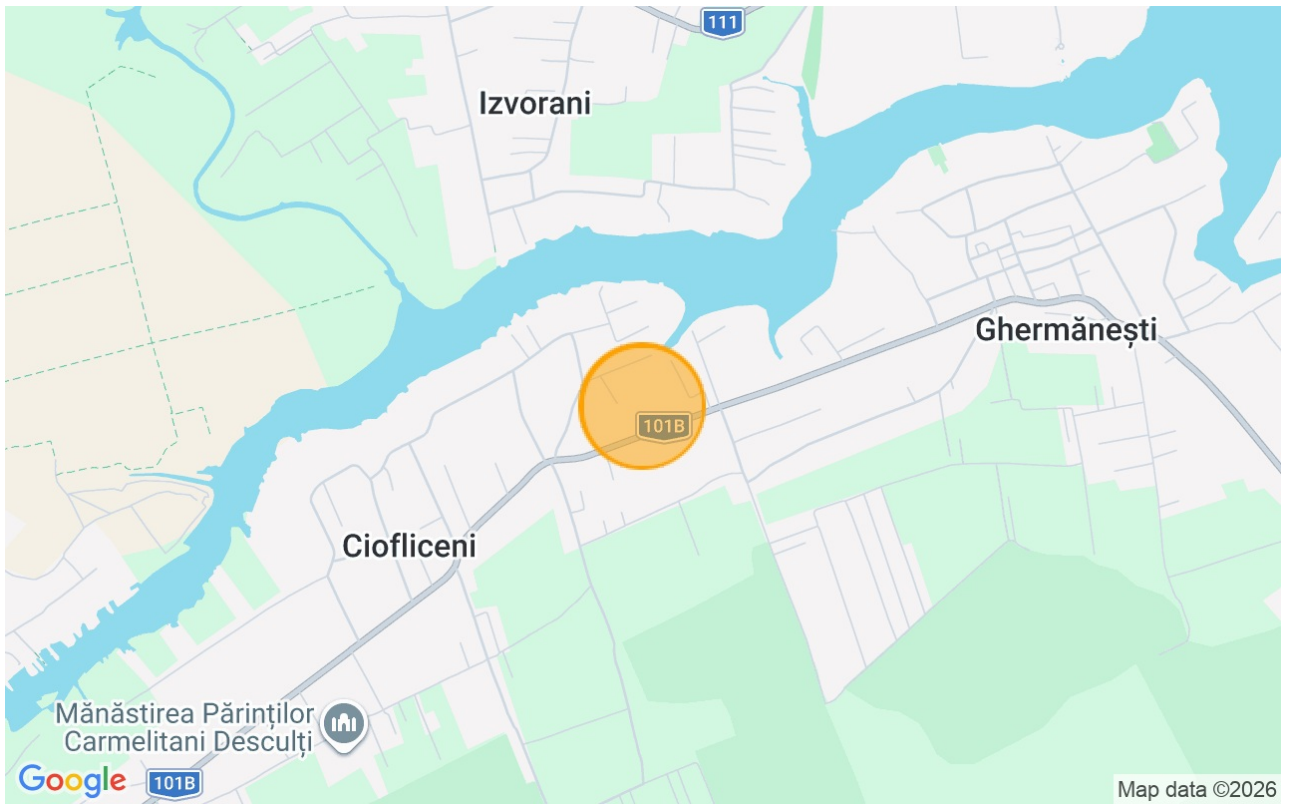 111
Izvorani
Ghermănești
101B
Ciofliceni
Mănăstirea Părinților
Carmelitani Desculți
Google
101B
Map data ©2026